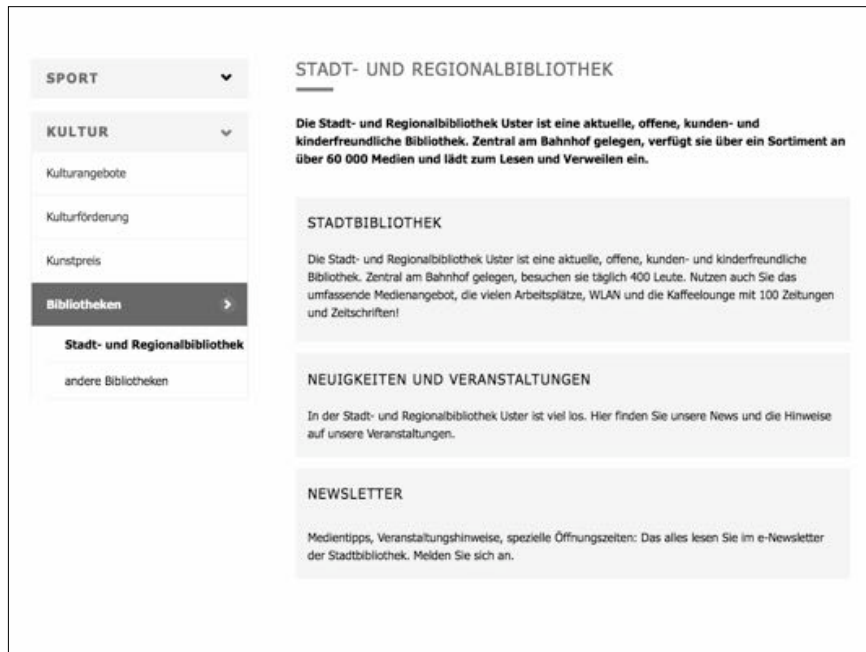 SPORT
KULTUR
Kulturangebote
Kulturförderung
Kunstpreis
Bibliotheken
Stadt- und Regionalbibliothek
andere Bibliotheken
STADT- UND REGIONALBIBLIOTHEK
Die Stadt- und Regionalbibliothek Uster ist eine aktuelle, offene, kunden- und
kinderfreundliche Bibliothek. Zentral am Bahnhof gelegen, verfügt sie über ein Sortiment an
über 60 000 Medien und lädt zum Lesen und Verweilen ein.
STADTBIBLIOTHEK
Die Stadt- und Regionalbibliothek Uster ist eine aktuelle, offene, kunden- und kinderfreundliche
Bibliothek. Zentral am Bahnhof gelegen, besuchen sie täglich 400 Leute. Nutzen auch Sie das
umfassende Medienangebot, die vielen Arbeitsplätze, WLAN und die Kaffeelounge mit 100 Zeitungen
und Zeitschriften!
NEUIGKEITEN UND VERANSTALTUNGEN
In der Stadt- und Regionalbibliothek Uster ist viel los. Hier finden Sie unsere News und die Hinweise
auf unsere Veranstaltungen.
NEWSLETTER
Medientipps, Veranstaltungshinweise, spezielle Öffnungszeiten: Das alles lesen Sie im e-Newsletter
der Stadtbibliothek. Melden Sie sich an.